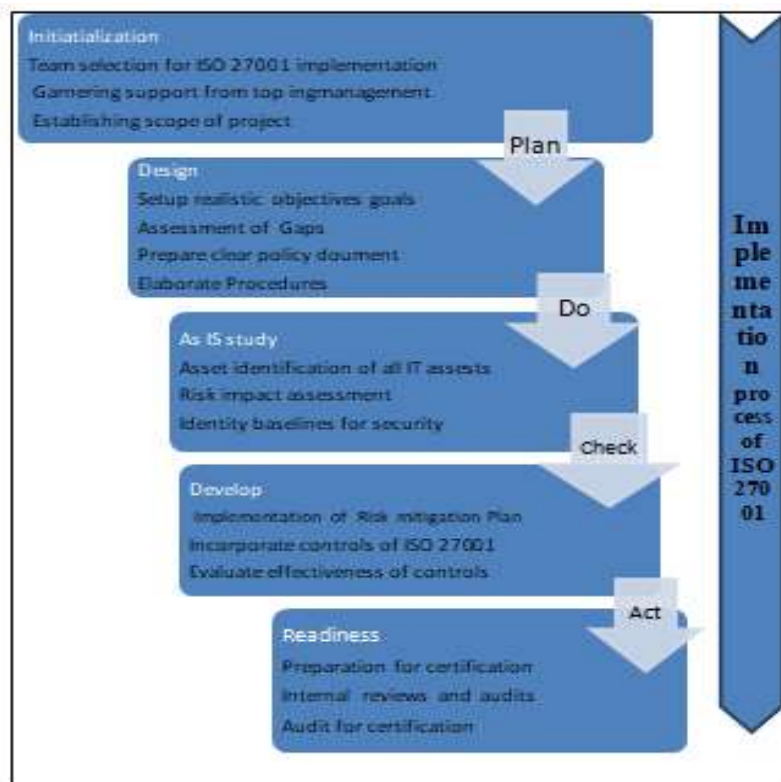 Initiatialization
Team selection for ISO 27001 implementation
Garnering support from top ingmanagement
Establishing scope of project
Plan
Design
Setup realistic objectives goals
Assessment of Gaps
Prepare clear policy doument
Elaborate Procedures
Do
As IS study
Asset identification of all IT assests
Risk impact assessment
Identity baselines for security
Check
Develop
Implementation of Risk mitigation Plan
Incorporate controls of ISO 27001
Evaluate effectiveness of controls
Act
Readiness
Preparation for certification
Internal reviews and audits
Audit for certification
Im
ple
me
nta
tio
n
pro
cess
of
ISO
270
01